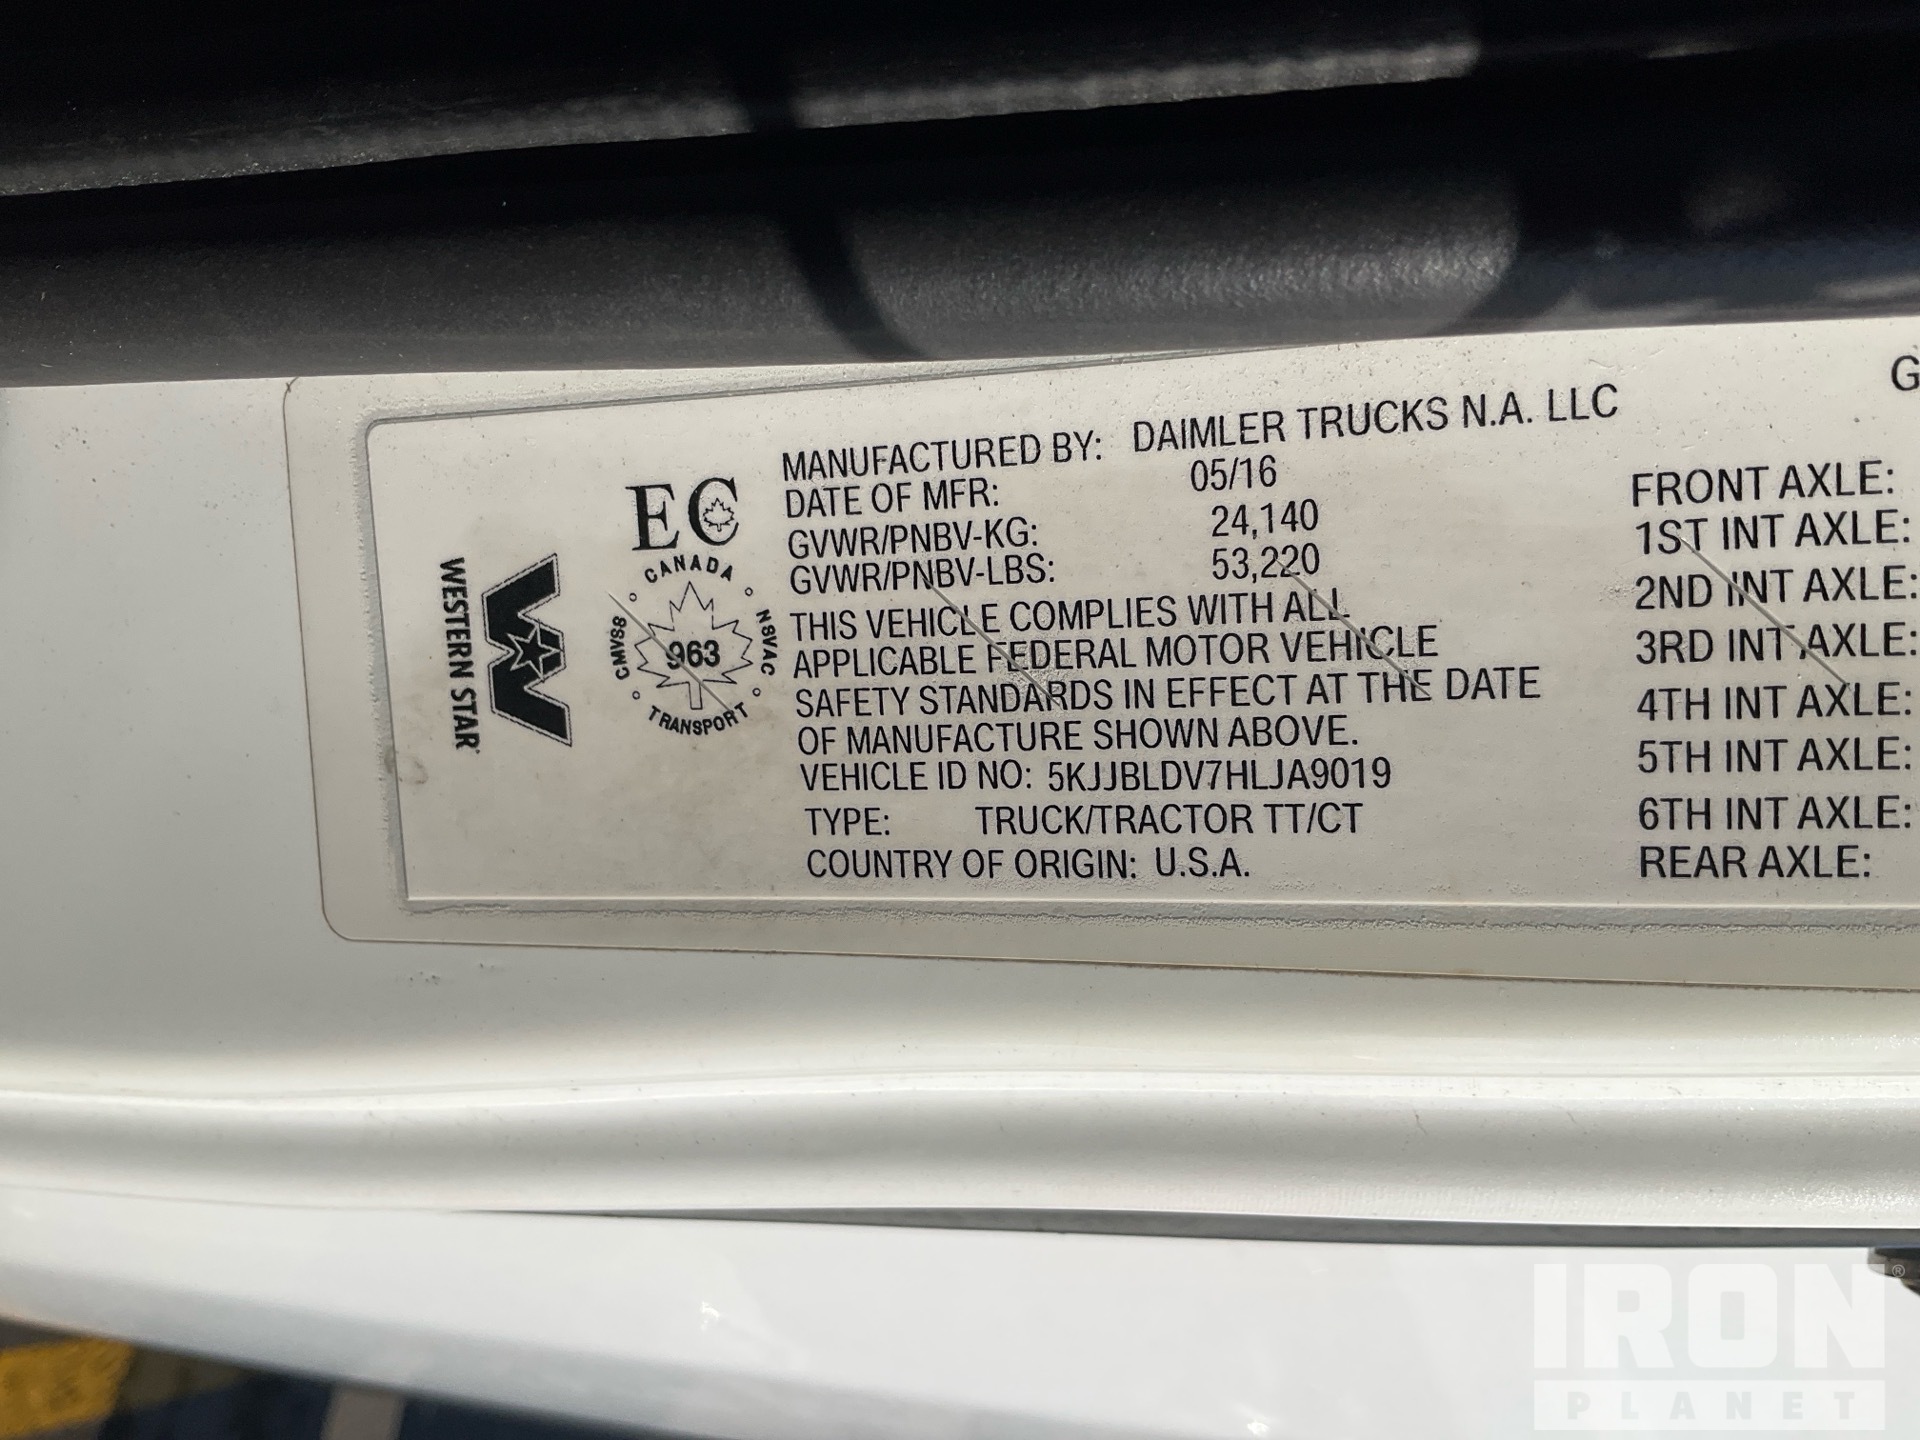 WESTERN STAR
EC
CANADA
CMVSS
NSVAC
963
TRANSPORT
MANUFACTURED BY: DAIMLER TRUCKS N.A. LLC
DATE OF MFR: 05/16
GVWR/PNBV-KG: 24,140
GVWR/PNBV-LBS: 53,220
THIS VEHICLE COMPLIES WITH ALL
APPLICABLE FEDERAL MOTOR VEHICLE
SAFETY STANDARDS IN EFFECT AT THE DATE
OF MANUFACTURE SHOWN ABOVE.
VEHICLE ID NO: 5KJJBLDV7HLJA9019
TYPE: TRUCK/TRACTOR TT/CT
COUNTRY OF ORIGIN: U.S.A.
G
FRONT AXLE:
1ST INT AXLE:
2ND INT AXLE:
3RD INT AXLE:
4TH INT AXLE:
5TH INT AXLE:
6TH INT AXLE:
REAR AXLE:
IRON®
PLANET